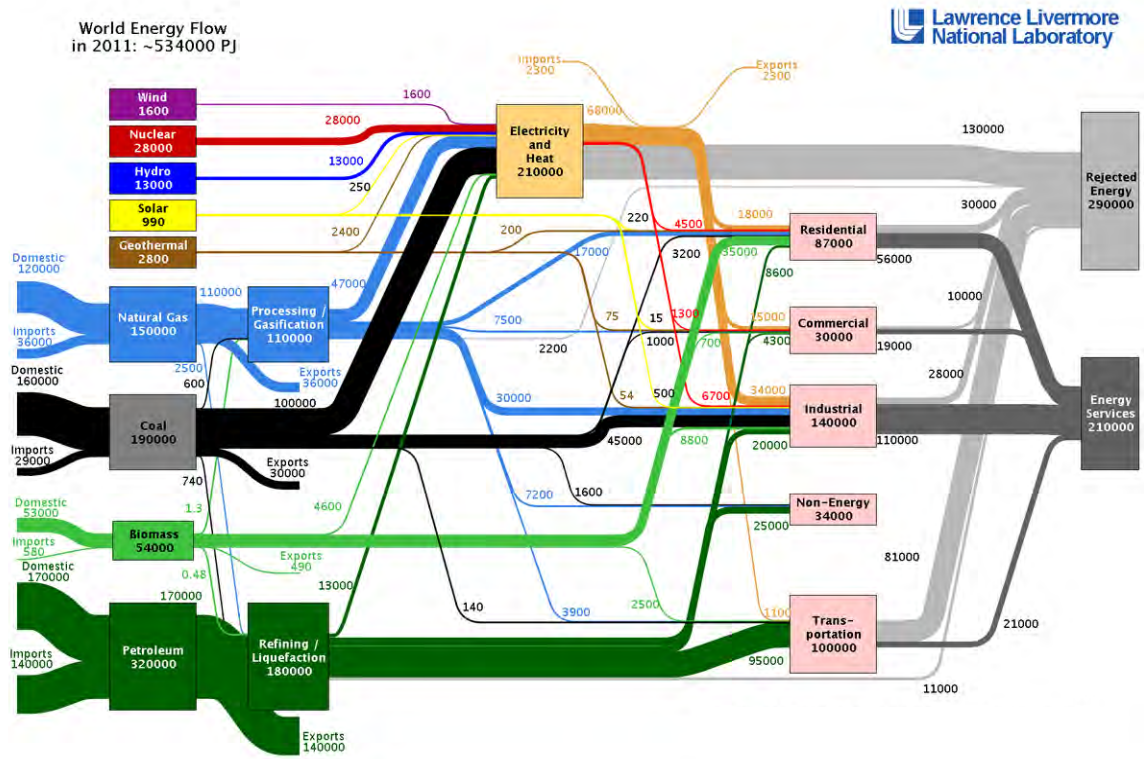 World Energy Flow
in 2011: ~534000 PJ
Lawrence Livermore
National Laboratory
Imports
2300
Exports
2300
Wind
1600
1600
Nuclear
28000
28000
Hydro
13000
13000
250
Solar
990
Geothermal
2800
2400
200
Electricity
and
Heat
210000
68000
130000
Rejected
Energy
290000
Domestic
120000
Imports
36000
Natural Gas
150000
110000
2500
Processing /
Gasification
110000
47000
Exports
36000
17000
7500
2200
30000
220
4500
3200
35000
18000
8600
Residential
87000
30000
56000
75
15
1000
1300
700
15000
4300
Commercial
30000
10000
19000
Domestic
160000
Imports
29000
Coal
190000
600
740
100000
Exports
30000
45000
54
500
6700
8800
34000
20000
Industrial
140000
28000
110000
Energy
Services
210000
Domestic
53000
Imports
580
Biomass
54000
1.3
0.48
4600
Exports
490
7200
1600
25000
Non-Energy
34000
Domestic
170000
Imports
140000
Petroleum
320000
170000
Refining /
Liquefaction
180000
13000
Exports
140000
140
3900
2500
1100
95000
Trans-
portation
100000
81000
21000
11000